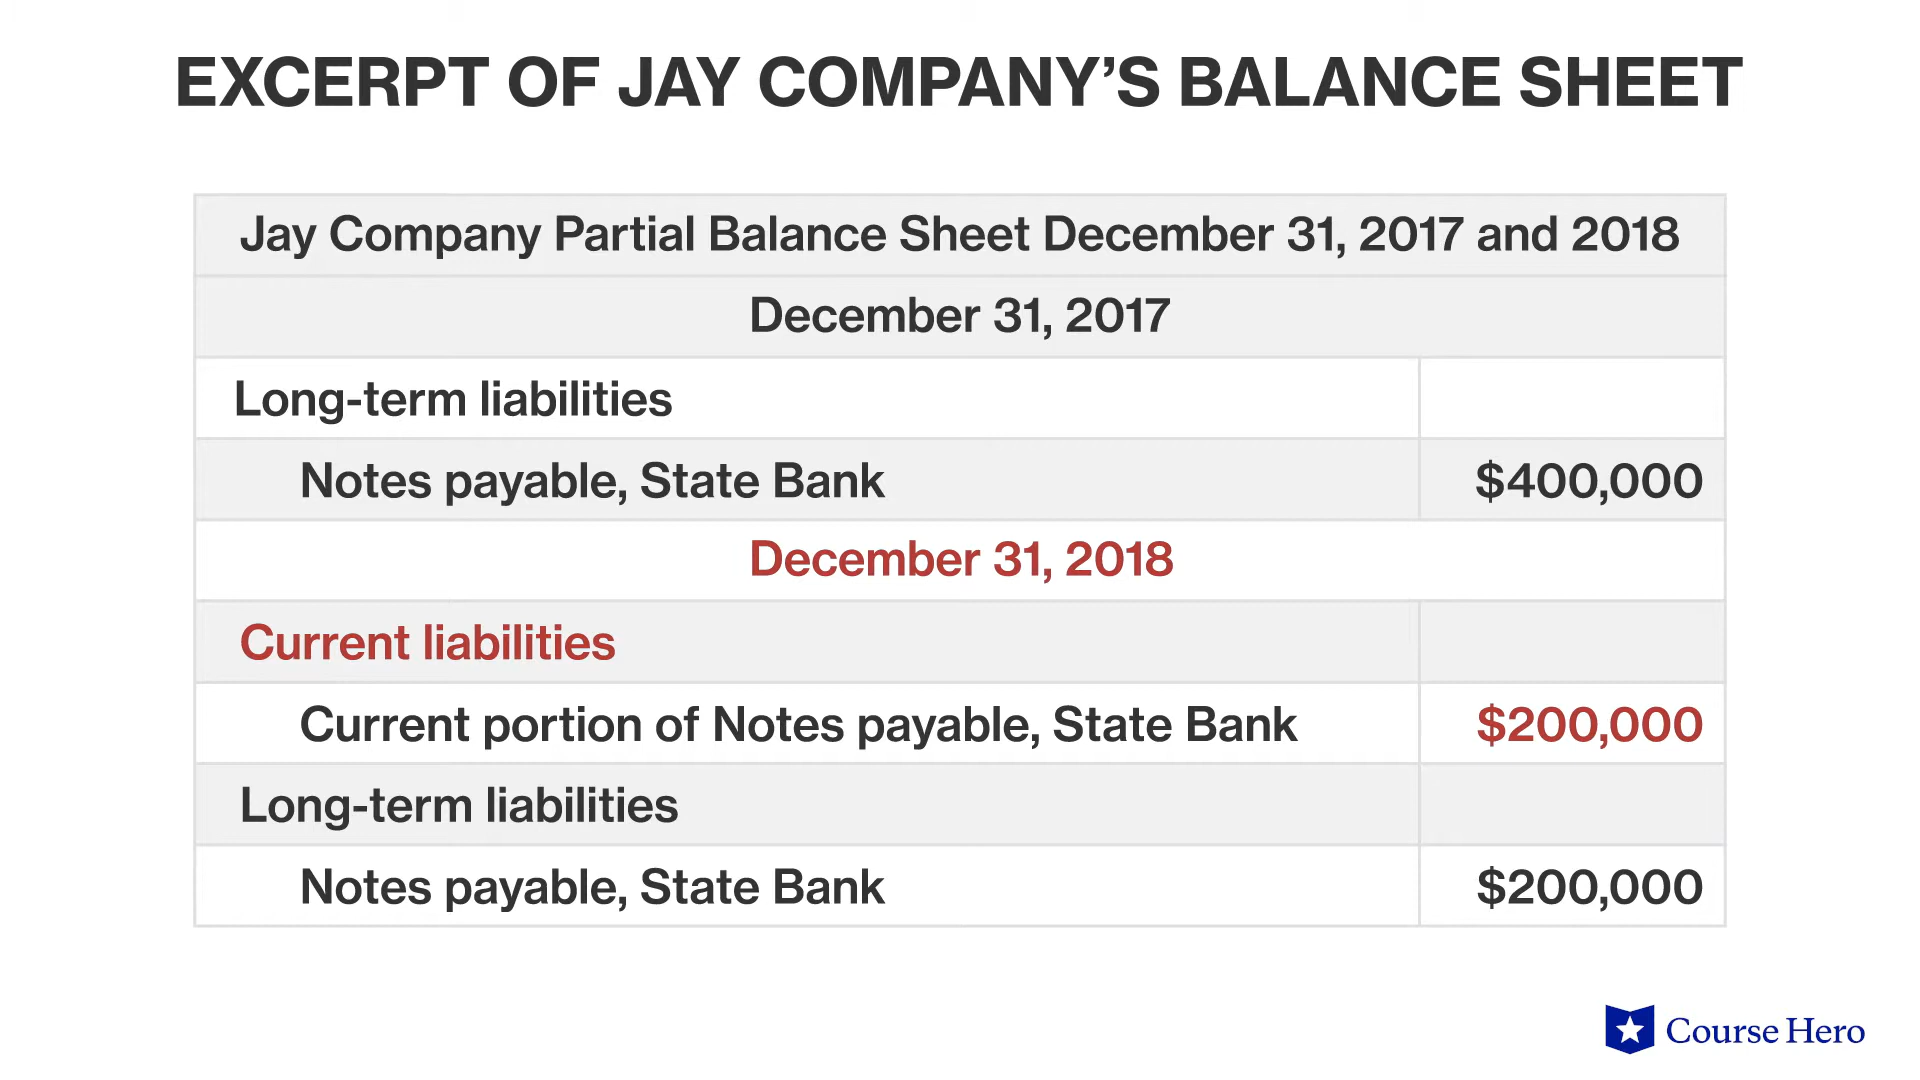 EXCERPT OF JAY COMPANY’S BALANCE SHEET
Jay Company Partial Balance Sheet December 31, 2017 and 2018
December 31, 2017
Long-term liabilities
Notes payable, State Bank $400,000
December 31, 2018
Current liabilities
Current portion of Notes payable, State Bank $200,000
Long-term liabilities
Notes payable, State Bank $200,000
Course Hero